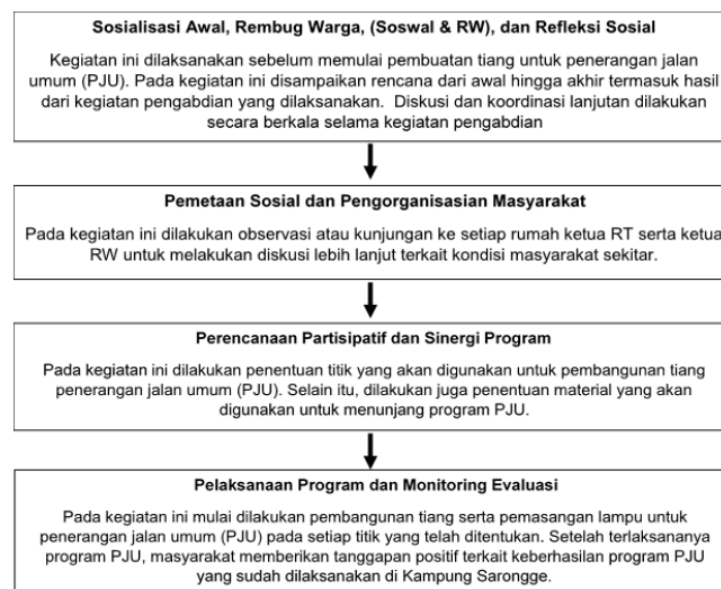 Sosialisasi Awal, Rembug Warga, (Soswal & RW), dan Refleksi Sosial
Kegiatan ini dilaksanakan sebelum memulai pembuatan tiang untuk penerangan jalan
umum (PJU). Pada kegiatan ini disampaikan rencana dari awal hingga akhir termasuk hasil
dari kegiatan pengabdian yang dilaksanakan. Diskusi dan koordinasi lanjutan dilakukan
secara berkala selama kegiatan pengabdian
Pemetaan Sosial dan Pengorganisasian Masyarakat
Pada kegiatan ini dilakukan observasi atau kunjungan ke setiap rumah ketua RT serta ketua
RW untuk melakukan diskusi lebih lanjut terkait kondisi masyarakat sekitar.
Perencanaan Partisipatif dan Sinergi Program
Pada kegiatan ini dilakukan penentuan titik yang akan digunakan untuk pembangunan tiang
penerangan jalan umum (PJU). Selain itu, dilakukan juga penentuan material yang akan
digunakan untuk menunjang program PJU.
Pelaksanaan Program dan Monitoring Evaluasi
Pada kegiatan ini mulai dilakukan pembangunan tiang serta pemasangan lampu untuk
penerangan jalan umum (PJU) pada setiap titik yang telah ditentukan. Setelah terlaksananya
program PJU, masyarakat memberikan tanggapan positif terkait keberhasilan program PJU
yang sudah dilaksanakan di Kampung Sarongge.